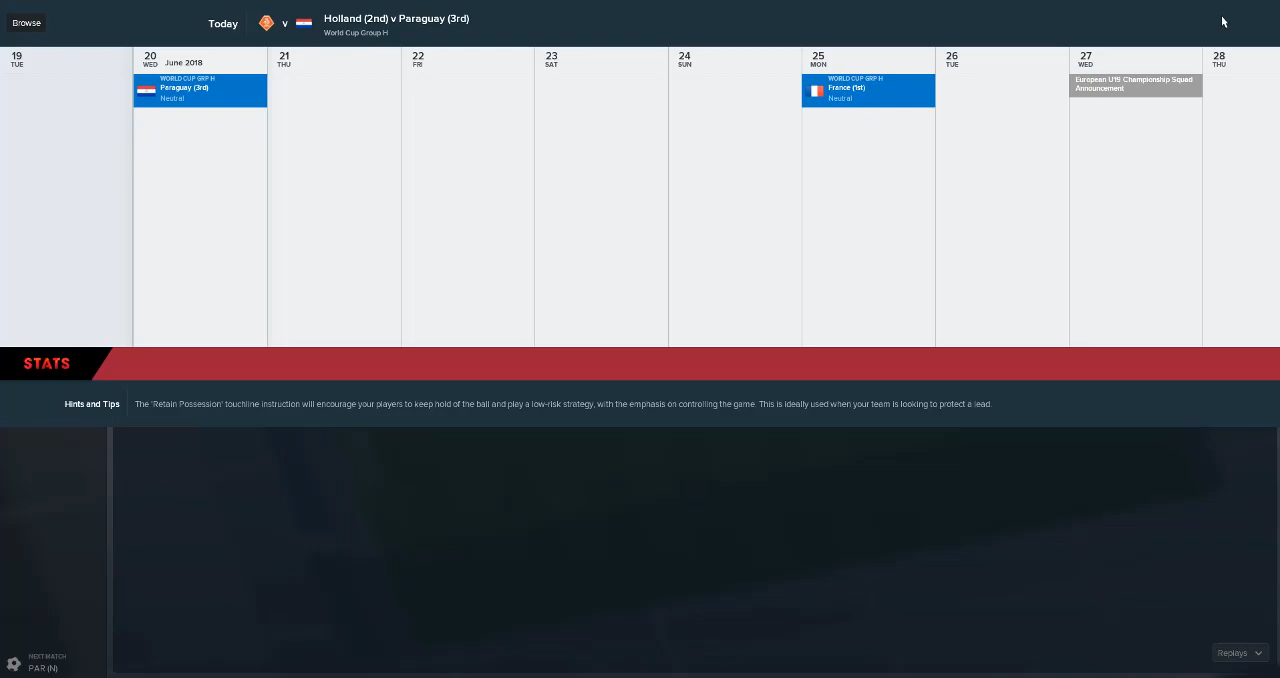 Browse
Today
v
Holland (2nd) v Paraguay (3rd)
World Cup Group H
19
TUE
20
WED
June 2018
21
THU
22
FRI
23
SAT
24
SUN
25
MON
26
TUE
27
WED
28
THU
WORLD CUP GRP H
Paraguay (3rd)
Neutral
WORLD CUP GRP H
France (1st)
Neutral
European U19 Championship Squad
Announcement
STATS
Hints and Tips
The 'Retain Possession' touchline instruction will encourage your players to keep hold of the ball and play a low-risk strategy, with the emphasis on controlling the game. This is ideally used when your team is looking to protect a lead.
NEXT MATCH
PAR (N)
Replays